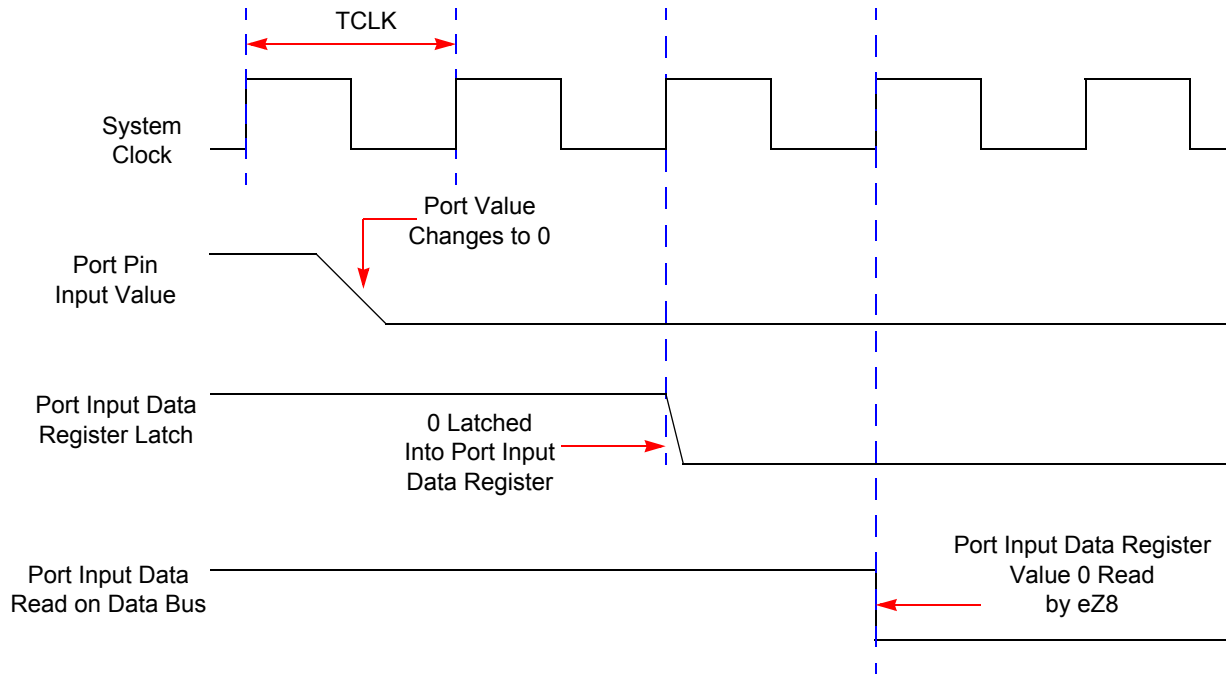 TCLK
System
Clock
Port Value
Changes to 0
Port Pin
Input Value
Port Input Data
Register Latch
0 Latched
Into Port Input
Data Register
Port Input Data
Read on Data Bus
Port Input Data Register
Value 0 Read
by eZ8